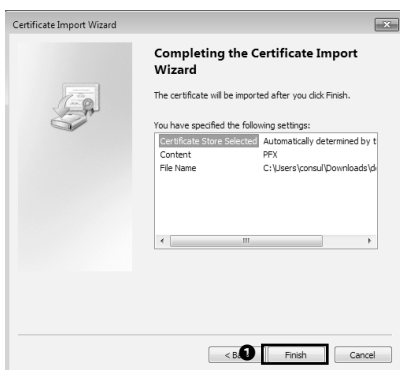 Certificate Import Wizard
Completing the Certificate Import
Wizard
The certificate will be imported after you click Finish.
You have specified the following settings:
Certificate Store Selected Automatically determined by t
Content PFX
File Name C:\Users\consul\Downloads\d
< Ba 1 Finish Cancel